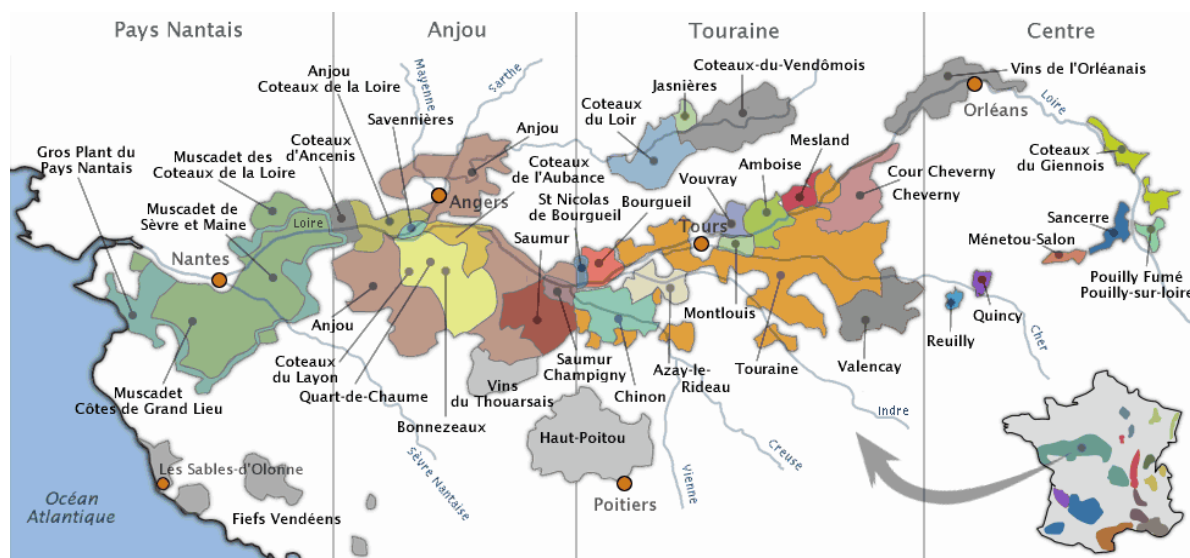 Pays Nantais
Anjou
Touraine
Centre
Mayenne
Sarthe
Anjou
Coteaux de la Loire
Savennières
Coteaux
d'Ancenis
Muscadet des
Coteaux de la Loire
Gros Plant du
Pays Nantais
Muscadet de
Sèvre et Maine
Loire
Nantes
Anjou
Angers
Coteaux
de l'Aubance
St Nicolas
de Bourgueil
Saumur
Bourgueil
Coteaux
du Loir
Jasnières
Coteaux-du-Vendômois
Vouvray
Amboise
Mesland
Tours
Cour Cheverny
Cheverny
Vins de l'Orléanais
Orléans
Loire
Coteaux
du Giennois
Sancerre
Ménetou-Salon
Pouilly Fumé
Pouilly-sur-loire
Quincy
Reuilly
Cher
Muscadet
Côtes de Grand Lieu
Anjou
Coteaux
du Layon
Quart-de-Chaume
Bonnezeaux
Vins
du Thouarsais
Saumur
Champigny
Chinon
Azay-le-
Rideau
Montlouis
Touraine
Valencay
Indre
Creuse
Vienne
Haut-Poitou
Poitiers
Sèvre Nantaise
Les Sables-d'Olonne
Fiefs Vendéens
Océan
Atlantique